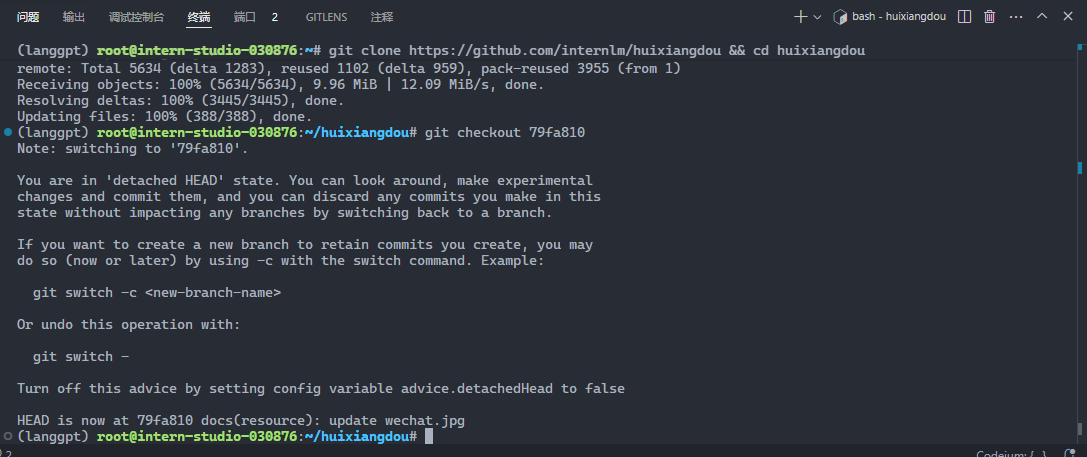 问题 输出 调试控制台 终端 端口 2 GITLENS 注释 bash - huixiangdou
(langgpt) root@intern-studio-030876:~# git clone https://github.com/internlm/huixiangdou && cd huixiangdou
remote: Total 5634 (delta 1283), reused 1102 (delta 959), pack-reused 3955 (from 1)
Receiving objects: 100% (5634/5634), 9.96 MiB | 12.09 MiB/s, done.
Resolving deltas: 100% (3445/3445), done.
Updating files: 100% (388/388), done.
(langgpt) root@intern-studio-030876:~/huixiangdou# git checkout 79fa810
Note: switching to '79fa810'.
You are in 'detached HEAD' state. You can look around, make experimental
changes and commit them, and you can discard any commits you make in this
state without impacting any branches by switching back to a branch.
If you want to create a new branch to retain commits you create, you may
do so (now or later) by using -c with the switch command. Example:
git switch -c <new-branch-name>
Or undo this operation with:
git switch -
Turn off this advice by setting config variable advice.detachedHead to false
HEAD is now at 79fa810 docs(resource): update wechat.jpg
(langgpt) root@intern-studio-030876:~/huixiangdou#
2 Codeium: {..}